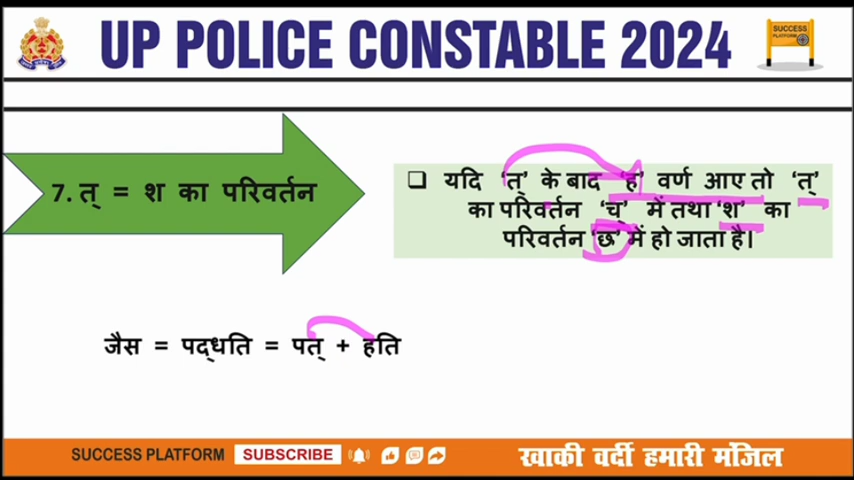 UP POLICE CONSTABLE 2024
SUCCESS
PLATFORM
7. त् = श का परिवर्तन
यदि ‘त्’ के बाद ‘ह’ वर्ण आए तो ‘त्’
का परिवर्तन ‘च्’ में तथा ‘श’ का
परिवर्तन ‘छ’ में हो जाता है।
जैस = पद्धति = पत् + हति
SUCCESS PLATFORM SUBSCRIBE खाकी वर्दी हमारी मंजिल